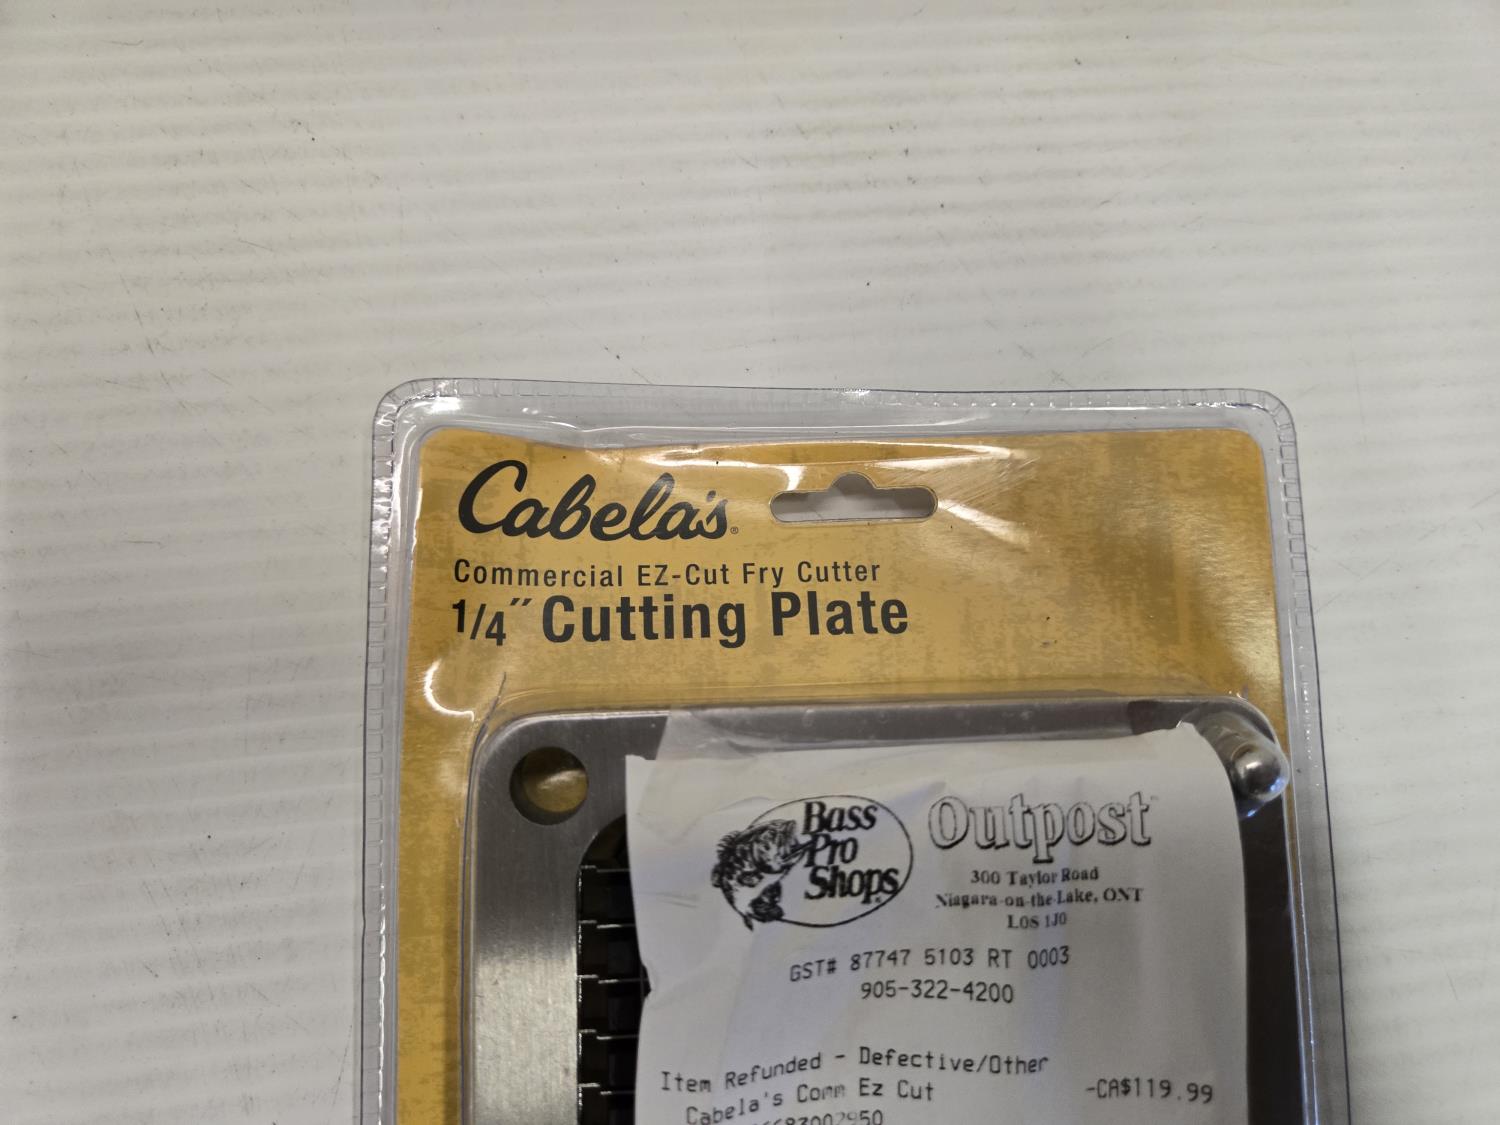 Cabela's®
Commercial EZ-Cut Fry Cutter
1/4″ Cutting Plate
Bass Pro Shops
Outpost™
300 Taylor Road
Niagara-on-the-Lake, ONT
L0S 1J0
GST# 87747 5103 RT 0003
905-322-4200
Item Refunded - Defective/Other
Cabela's Comm Ez Cut -CA$119.99